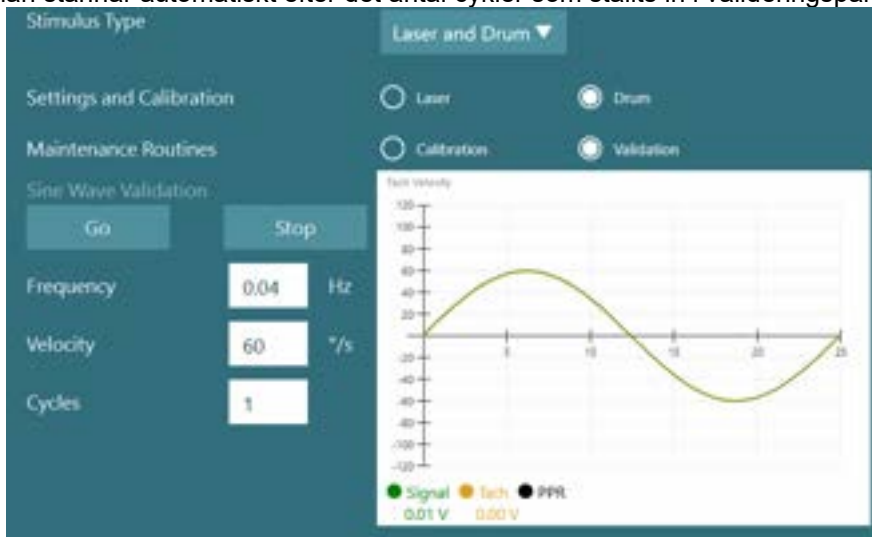 stannar automatiskt efter det antal cykler som ställts in i valideringspar
Stimulus Type
Laser and Drum ▼
Settings and Calibration
Laser
Drum
Maintenance Routines
Calibration
Validation
Sine Wave Validation
Go
Stop
Frequency
0.04
Hz
Velocity
60
°/s
Cycles
1
Tach Velocity
120
100
80
60
40
20
5
10
15
20
25
-20
-40
-60
-80
-100
-120
Signal
Tach
PPR
0.01 V
0.00 V